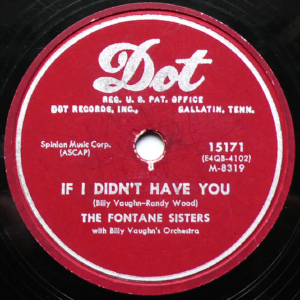 Dot
REG. U. S. PAT. OFFICE
DOT RECORDS, INC., GALLATIN, TENN.
Spinlan Music Corp.
(ASCAP)
15171
(E4QB-4102)
M-8319
IF I DIDN'T HAVE YOU
(Billy Vaughn-Randy Wood)
THE FONTANE SISTERS
with Billy Vaughn's Orchestra